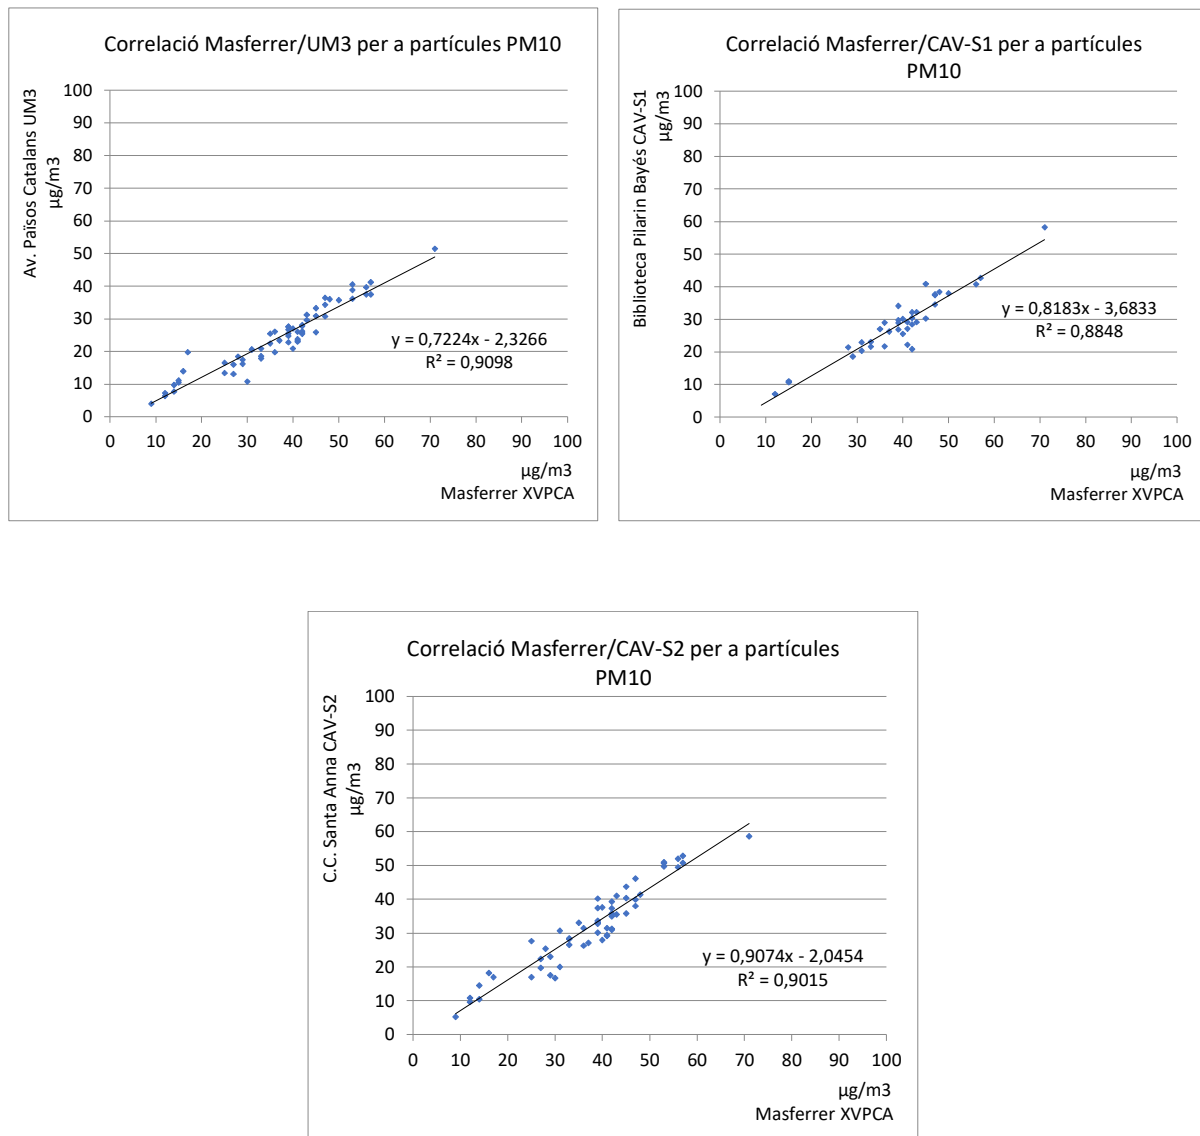 Correlació Masferrer/UM3 per a partícules PM10
Av. Països Catalans UM3
µg/m3
100
90
80
70
60
50
40
30
20
10
0
y = 0,7224x - 2,3266
R² = 0,9098
0 10 20 30 40 50 60 70 80 90 100
µg/m3
Masferrer XVPCA
Correlació Masferrer/CAV-S1 per a partícules
PM10
Biblioteca Pilarin Bayés CAV-S1
µg/m3
100
90
80
70
60
50
40
30
20
10
0
y = 0,8183x - 3,6833
R² = 0,8848
0 10 20 30 40 50 60 70 80 90 100
µg/m3
Masferrer XVPCA
Correlació Masferrer/CAV-S2 per a partícules
PM10
C.C. Santa Anna CAV-S2
µg/m3
100
90
80
70
60
50
40
30
20
10
0
y = 0,9074x - 2,0454
R² = 0,9015
0 10 20 30 40 50 60 70 80 90 100
µg/m3
Masferrer XVPCA